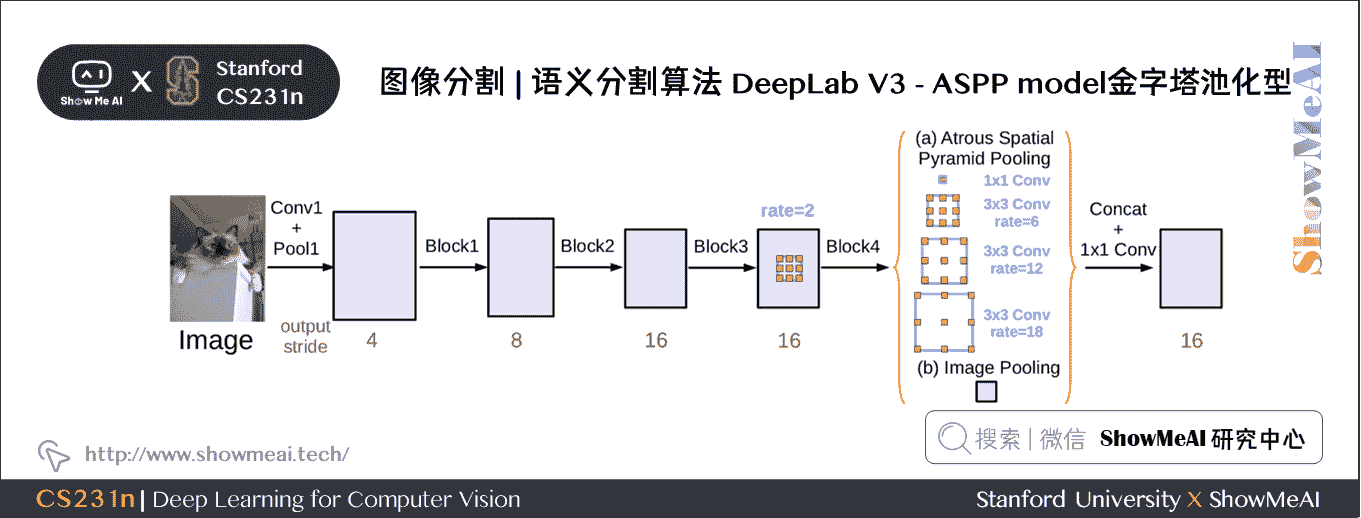 Show Me AI
X
Stanford
CS231n
图像分割 | 语义分割算法 DeepLab V3 - ASPP model金字塔池化型
ShowMeAI
(a) Atrous Spatial
Pyramid Pooling
1x1 Conv
3x3 Conv
rate=6
3x3 Conv
rate=12
3x3 Conv
rate=18
(b) Image Pooling
Conv1
+
Pool1
Block1
Block2
Block3
rate=2
Block4
Concat
+
1x1 Conv
Image
output
stride
4
8
16
16
16
搜索 | 微信 ShowMeAI 研究中心
http://www.showmeai.tech/
CS231n | Deep Learning for Computer Vision
Stanford University X ShowMeAI